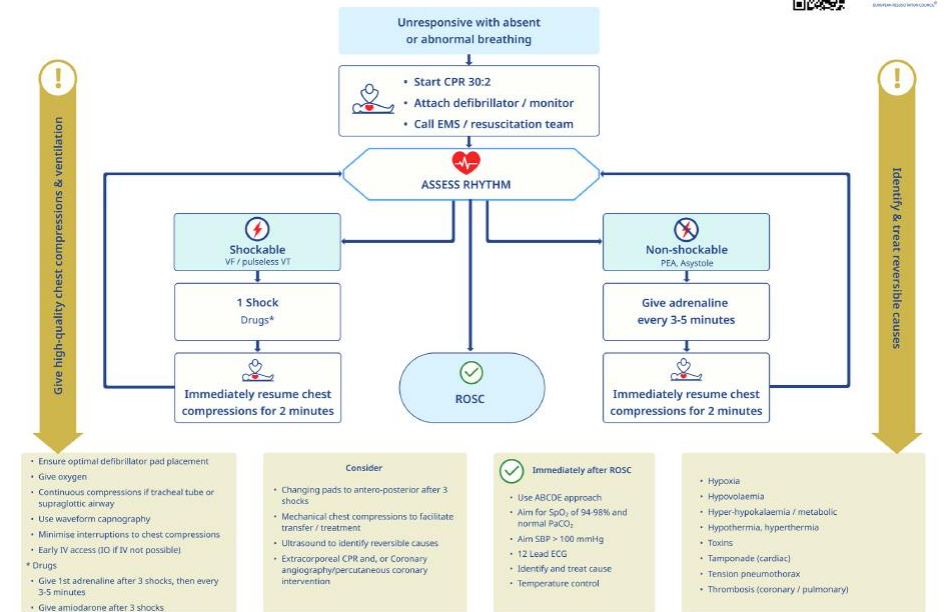 EUROPEAN RESUSCITATION COUNCIL
Unresponsive with absent
or abnormal breathing
!
!
• Start CPR 30:2
• Attach defibrillator / monitor
• Call EMS / resuscitation team
Give high-quality chest compressions & ventilation
Identify & treat reversible causes
ASSESS RHYTHM
Shockable
VF / pulseless VT
Non-shockable
PEA, Asystole
1 Shock
Drugs*
Give adrenaline
every 3-5 minutes
Immediately resume chest
compressions for 2 minutes
ROSC
Immediately resume chest
compressions for 2 minutes
• Ensure optimal defibrillator pad placement
• Give oxygen
• Continuous compressions if tracheal tube or
supraglottic airway
• Use waveform capnography
• Minimise interruptions to chest compressions
• Early IV access (IO if IV not possible)
* Drugs
• Give 1st adrenaline after 3 shocks, then every
3-5 minutes
• Give amiodarone after 3 shocks
Consider
• Changing pads to antero-posterior after 3
shocks
• Mechanical chest compressions to facilitate
transfer / treatment
• Ultrasound to identify reversible causes
• Extracorporeal CPR and, or Coronary
angiography/percutaneous coronary
intervention
Immediately after ROSC
• Use ABCDE approach
• Aim for SpO₂ of 94-98% and
normal PaCO₂
• Aim SBP > 100 mmHg
• 12 Lead ECG
• Identify and treat cause
• Temperature control
• Hypoxia
• Hypovolaemia
• Hyper-hypokalaemia / metabolic
• Hypothermia, hyperthermia
• Toxins
• Tamponade (cardiac)
• Tension pneumothorax
• Thrombosis (coronary / pulmonary)